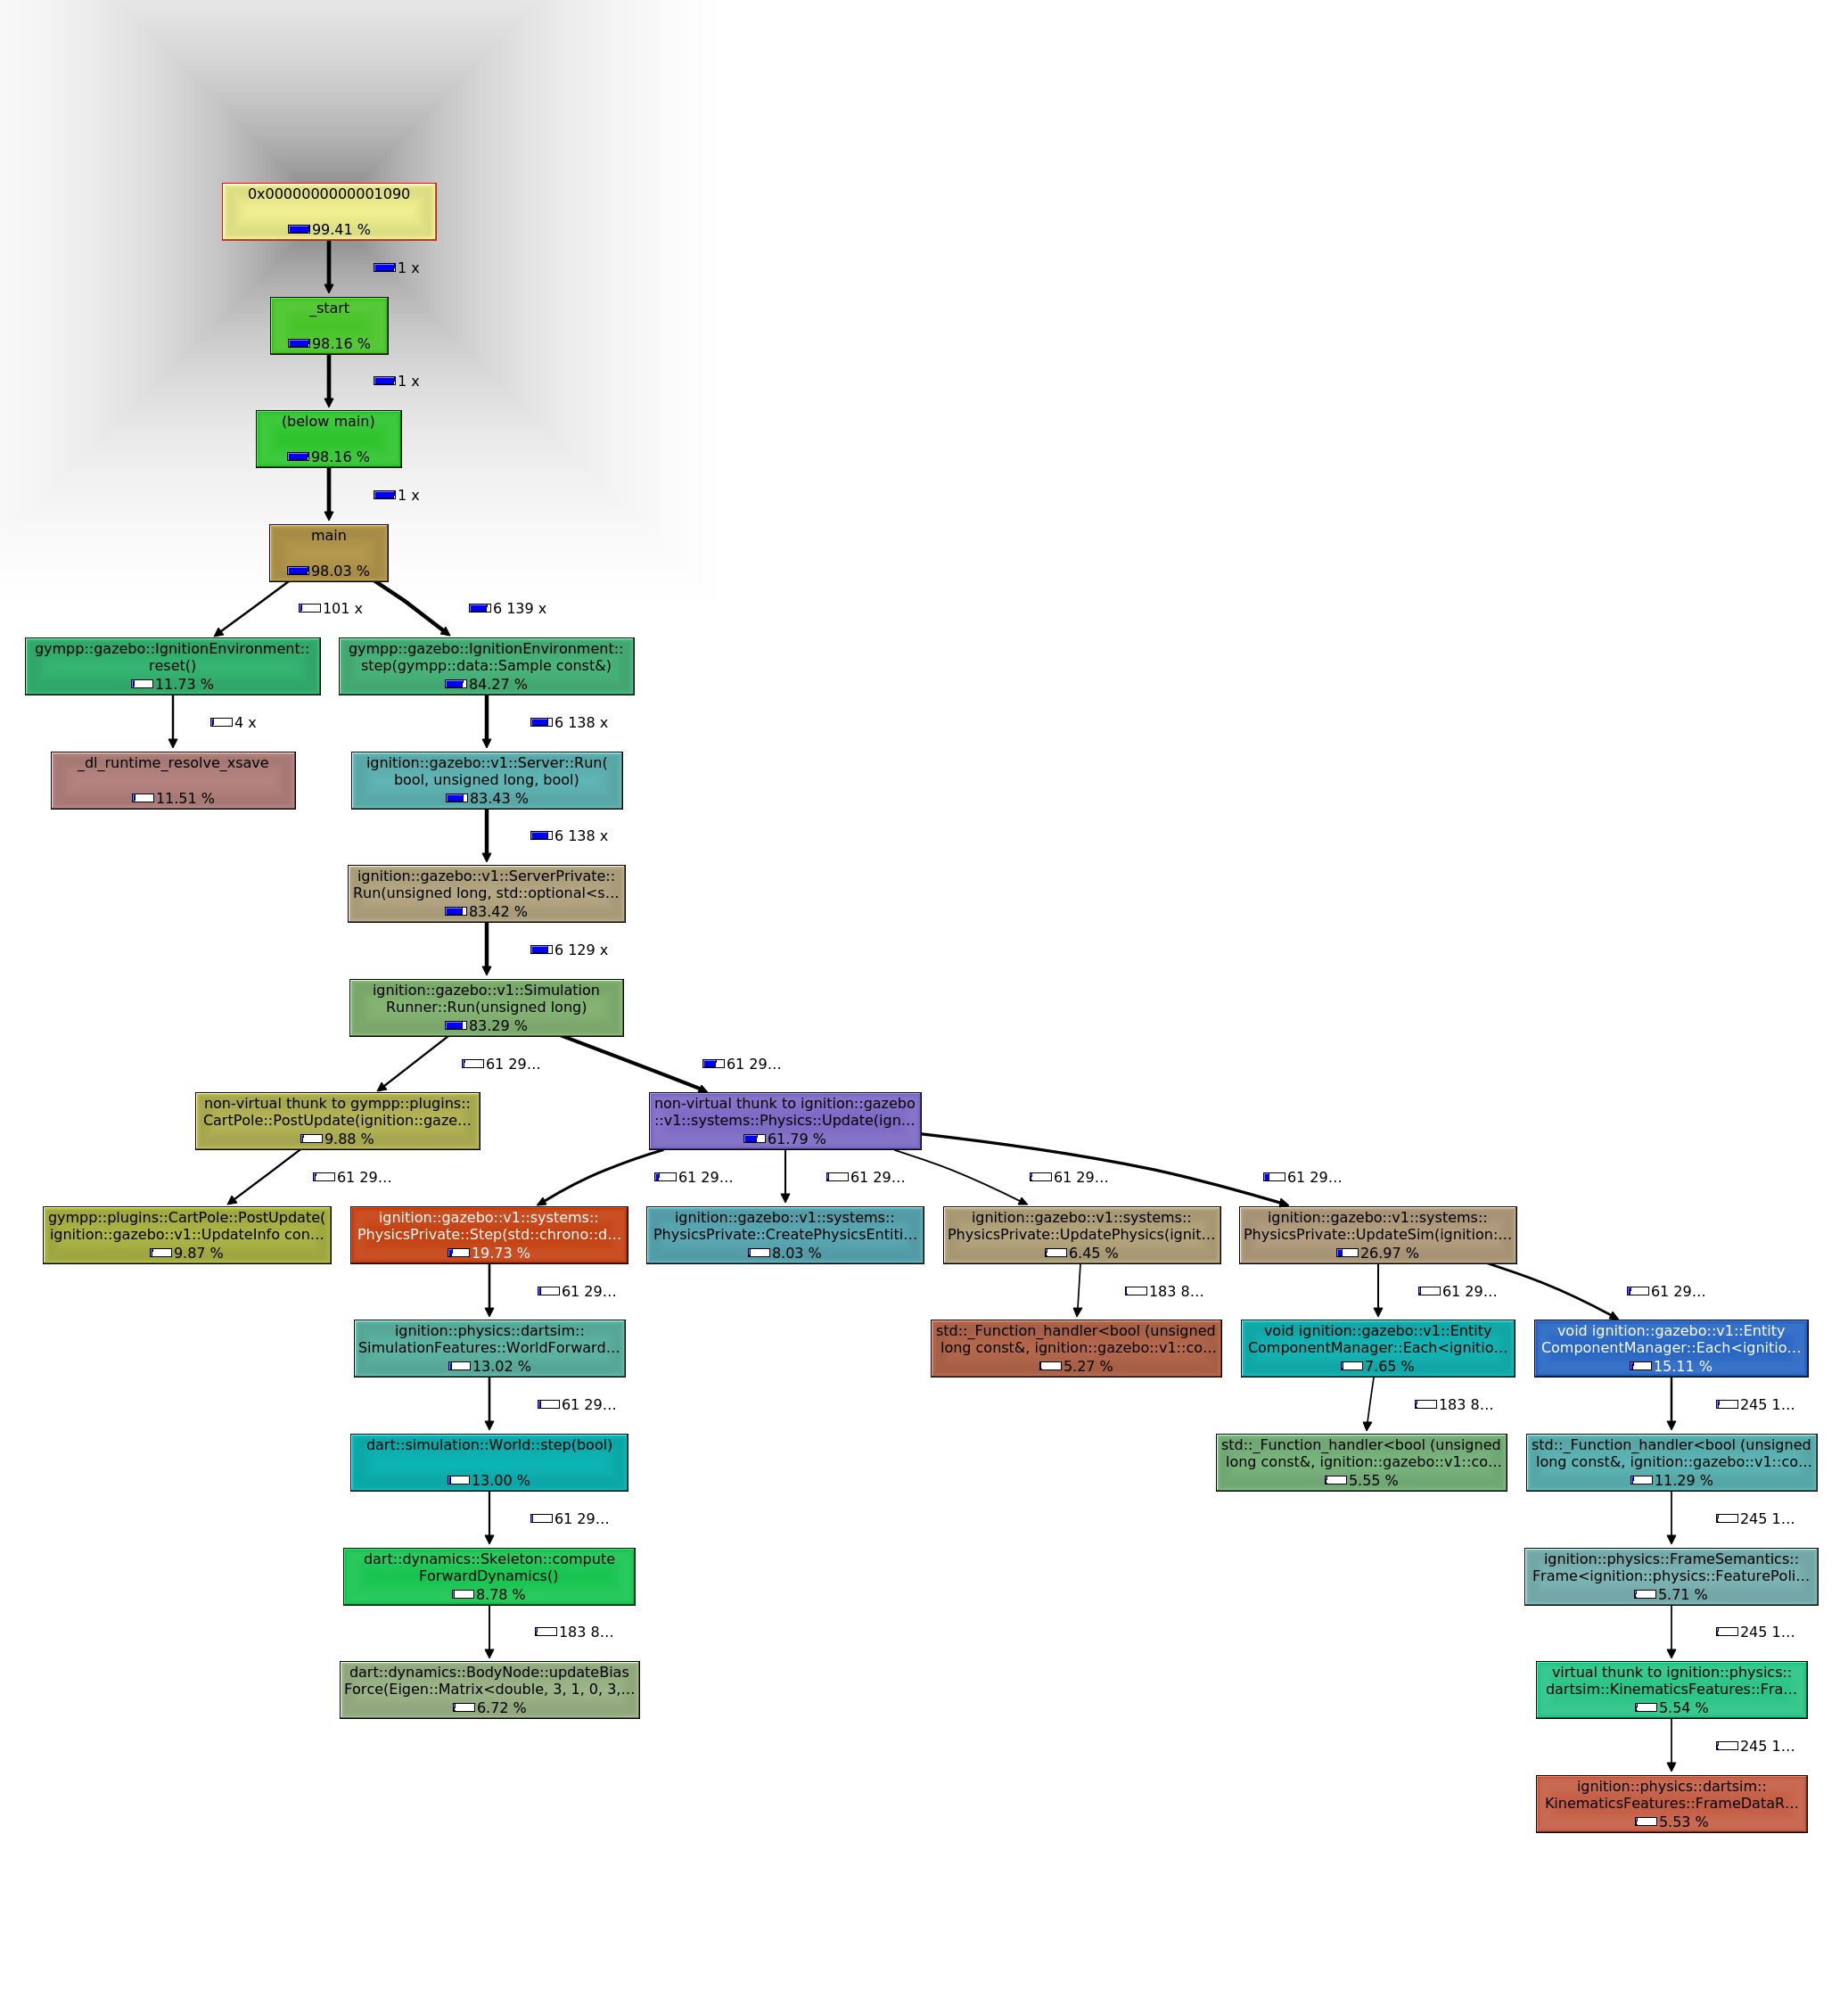 0x0000000000001090
99.41 %
1 x
_start
98.16 %
1 x
(below main)
98.16 %
1 x
main
98.03 %
101 x
6 139 x
gympp::gazebo::IgnitionEnvironment::
reset()
11.73 %
gympp::gazebo::IgnitionEnvironment::
step(gympp::data::Sample const&)
84.27 %
4 x
6 138 x
_dl_runtime_resolve_xsave
11.51 %
ignition::gazebo::v1::Server::Run(
bool, unsigned long, bool)
83.43 %
6 138 x
ignition::gazebo::v1::ServerPrivate::
Run(unsigned long, std::optional<s...
83.42 %
6 129 x
ignition::gazebo::v1::Simulation
Runner::Run(unsigned long)
83.29 %
61 29...
61 29...
non-virtual thunk to gympp::plugins::
CartPole::PostUpdate(ignition::gaze...
9.88 %
non-virtual thunk to ignition::gazebo
::v1::systems::Physics::Update(ign...
61.79 %
61 29...
61 29...
61 29...
61 29...
61 29...
gympp::plugins::CartPole::PostUpdate(
ignition::gazebo::v1::UpdateInfo con...
9.87 %
ignition::gazebo::v1::systems::
PhysicsPrivate::Step(std::chrono::d...
19.73 %
ignition::gazebo::v1::systems::
PhysicsPrivate::CreatePhysicsEntiti...
8.03 %
ignition::gazebo::v1::systems::
PhysicsPrivate::UpdatePhysics(ignit...
6.45 %
ignition::gazebo::v1::systems::
PhysicsPrivate::UpdateSim(ignition:...
26.97 %
61 29...
183 8...
61 29...
61 29...
ignition::physics::dartsim::
SimulationFeatures::WorldForward...
13.02 %
std::_Function_handler<bool (unsigned
long const&, ignition::gazebo::v1::co...
5.27 %
void ignition::gazebo::v1::Entity
ComponentManager::Each<ignitio...
7.65 %
void ignition::gazebo::v1::Entity
ComponentManager::Each<ignitio...
15.11 %
61 29...
183 8...
245 1...
dart::simulation::World::step(bool)
13.00 %
std::_Function_handler<bool (unsigned
long const&, ignition::gazebo::v1::co...
5.55 %
std::_Function_handler<bool (unsigned
long const&, ignition::gazebo::v1::co...
11.29 %
61 29...
245 1...
dart::dynamics::Skeleton::compute
ForwardDynamics()
8.78 %
ignition::physics::FrameSemantics::
Frame<ignition::physics::FeaturePoli...
5.71 %
183 8...
245 1...
dart::dynamics::BodyNode::updateBias
Force(Eigen::Matrix<double, 3, 1, 0, 3,...
6.72 %
virtual thunk to ignition::physics::
dartsim::KinematicsFeatures::Fra...
5.54 %
245 1...
ignition::physics::dartsim::
KinematicsFeatures::FrameDataR...
5.53 %